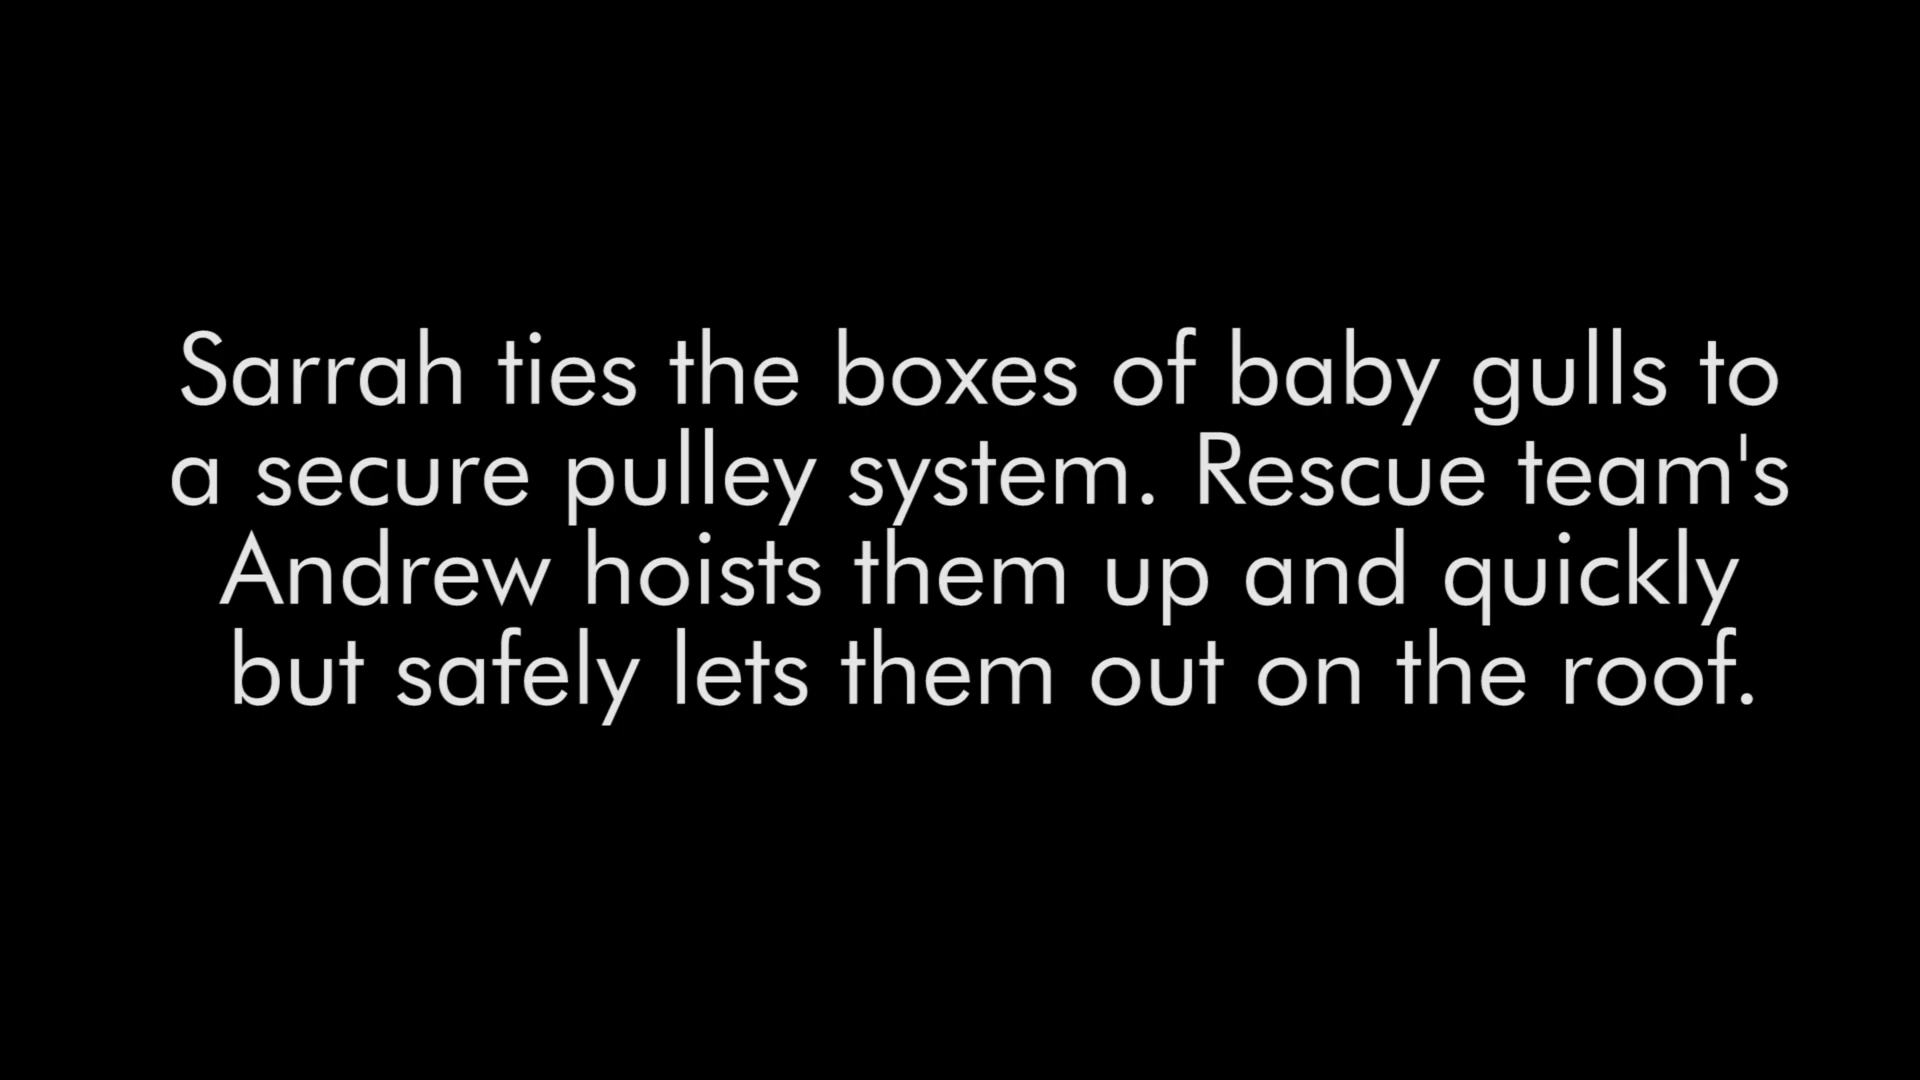 Sarrah ties the boxes of baby gulls to
a secure pulley system. Rescue team's
Andrew hoists them up and quickly
but safely lets them out on the roof.